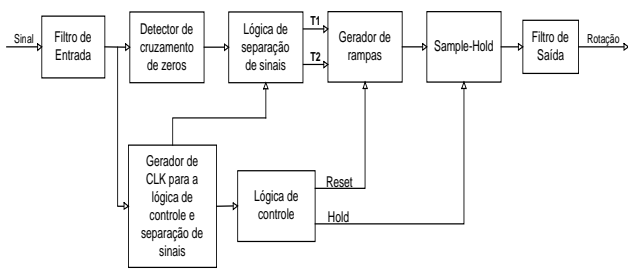 Sinal
Filtro de
Entrada
Detector de
cruzamento
de zeros
Lógica de
separação
de sinais
T1
T2
Gerador de
rampas
Sample-Hold
Filtro de
Saída
Rotação
Gerador de
CLK para a
lógica de
controle e
separação de
sinais
Lógica de
controle
Reset
Hold